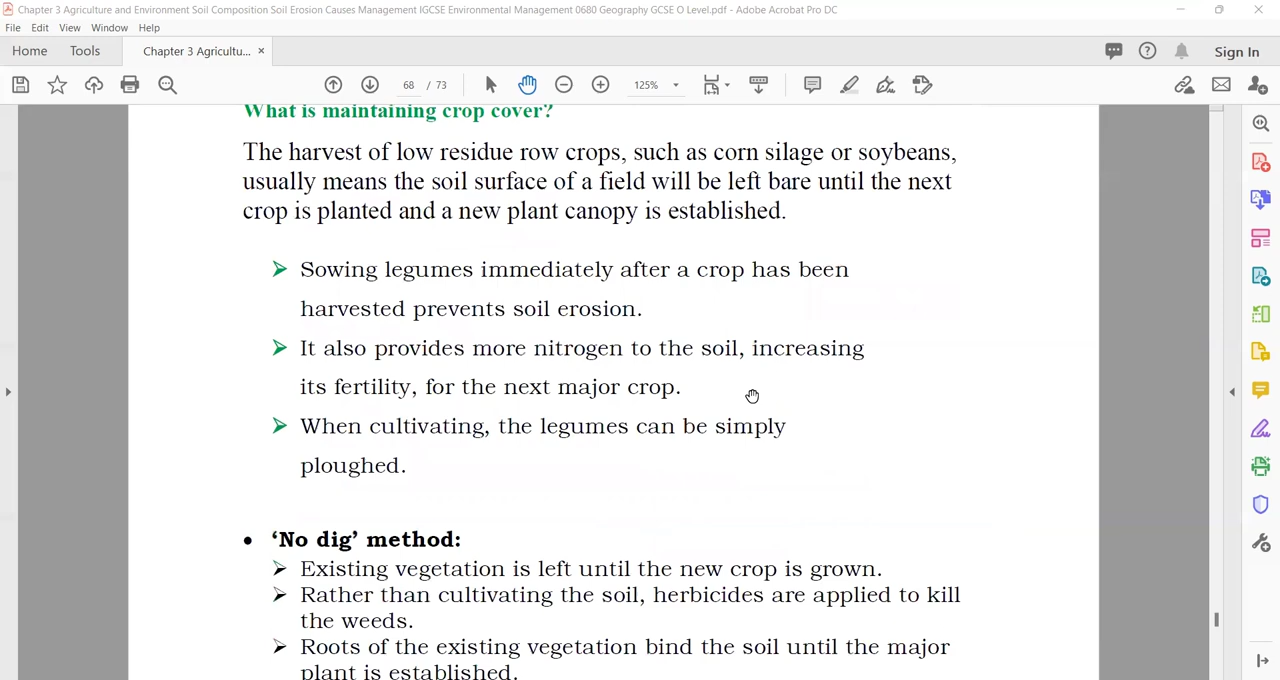 Chapter 3 Agriculture and Environment Soil Composition Soil Erosion Causes Management IGCSE Environmental Management 0680 Geography GCSE O Level.pdf - Adobe Acrobat Pro DC
File Edit View Window Help
Home Tools Chapter 3 Agricultu... × Sign In
68 / 73 125%
What is maintaining crop cover?
The harvest of low residue row crops, such as corn silage or soybeans,
usually means the soil surface of a field will be left bare until the next
crop is planted and a new plant canopy is established.
➢ Sowing legumes immediately after a crop has been
harvested prevents soil erosion.
➢ It also provides more nitrogen to the soil, increasing
its fertility, for the next major crop.
➢ When cultivating, the legumes can be simply
ploughed.
• ‘No dig’ method:
➢ Existing vegetation is left until the new crop is grown.
➢ Rather than cultivating the soil, herbicides are applied to kill
the weeds.
➢ Roots of the existing vegetation bind the soil until the major
plant is established.